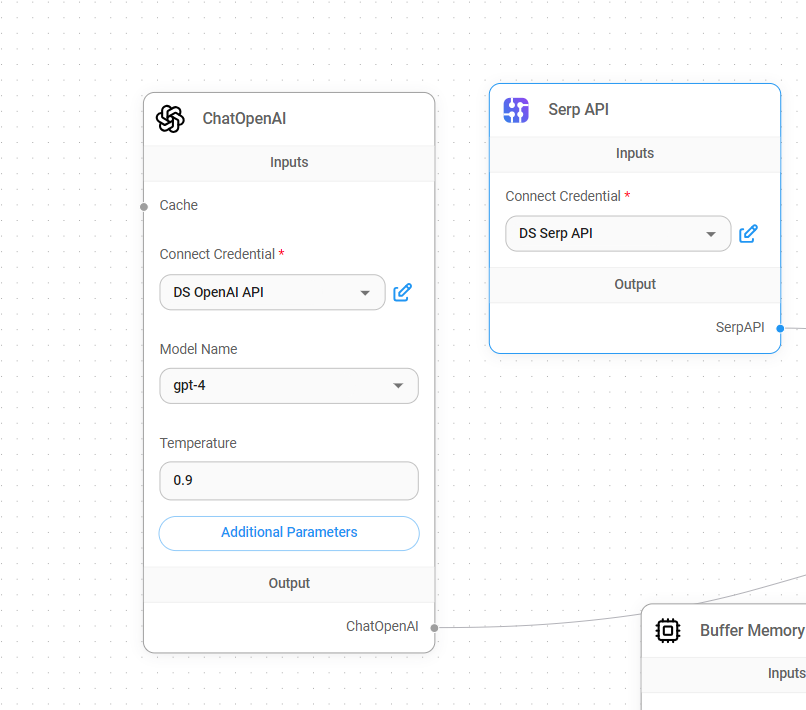 ChatOpenAI
Inputs
Cache
Connect Credential *
DS OpenAI API
Model Name
gpt-4
Temperature
0.9
Additional Parameters
Output
ChatOpenAI
Serp API
Inputs
Connect Credential *
DS Serp API
Output
SerpAPI
Buffer Memory
Inputs